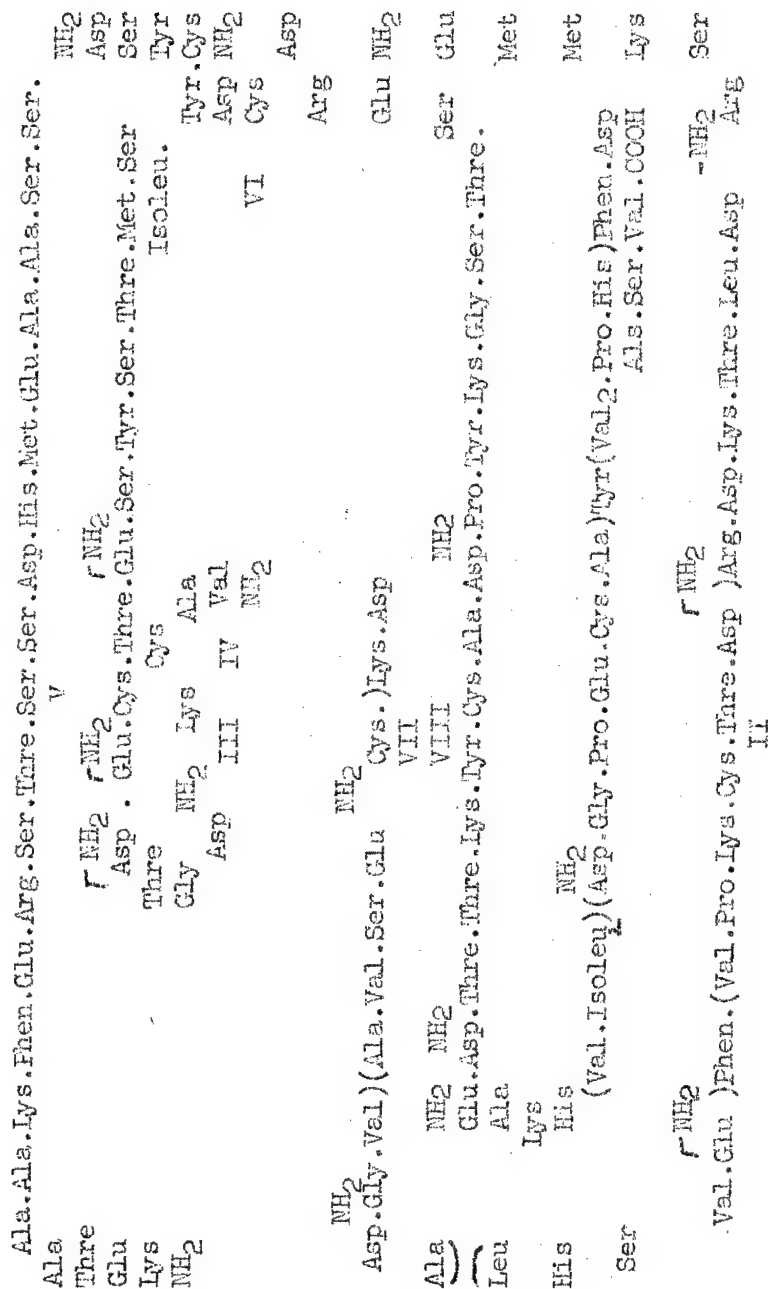 Ala.Ala.Lys.Phen.Glu.Arg.Ser.Thre.Ser.Ser.Asp.His.Met.Glu.Ala.Ala.Ser.Ser.
Ala V NH2
Thre ┌NH2 ┌NH2 ┌NH2 Asp
Glu Asp . Glu.Cys.Thre.Glu.Ser.Tyr.Ser.Thre.Met.Ser Ser
Lys Thre Cys Isoleu. Tyr
NH2 Gly NH2 Lys Ala Tyr.Cys
Asp III IV Val Asp NH2
NH2 VI Cys
Asp
Arg
NH2 NH2
Asp.Gly.Val)(Ala.Val.Ser.Glu Cys.)Lys.Asp Glu NH2
VII
Ala) NH2 NH2 VIII NH2 Ser Glu
(Glu.Asp.Thre.Thre.Lys.Tyr.Cys.Ala.Asp.Pro.Tyr.Lys.Gly.Ser.Thre.
Leu Ala Met
Lys
His His NH2 Met
(Val.Isoleu)2(Asp.Gly.Pro.Glu.Cys.Ala)Tyr(Val2.Pro.His)Phen.Asp
Ser Als.Ser.Val.COOH Lys
┌NH2 ┌NH2 -NH2 Ser
Val.Glu )Phen.(Val.Pro.Lys.Cys.Thre.Asp )Arg.Asp.Lys.Thre.Leu.Asp Arg
II